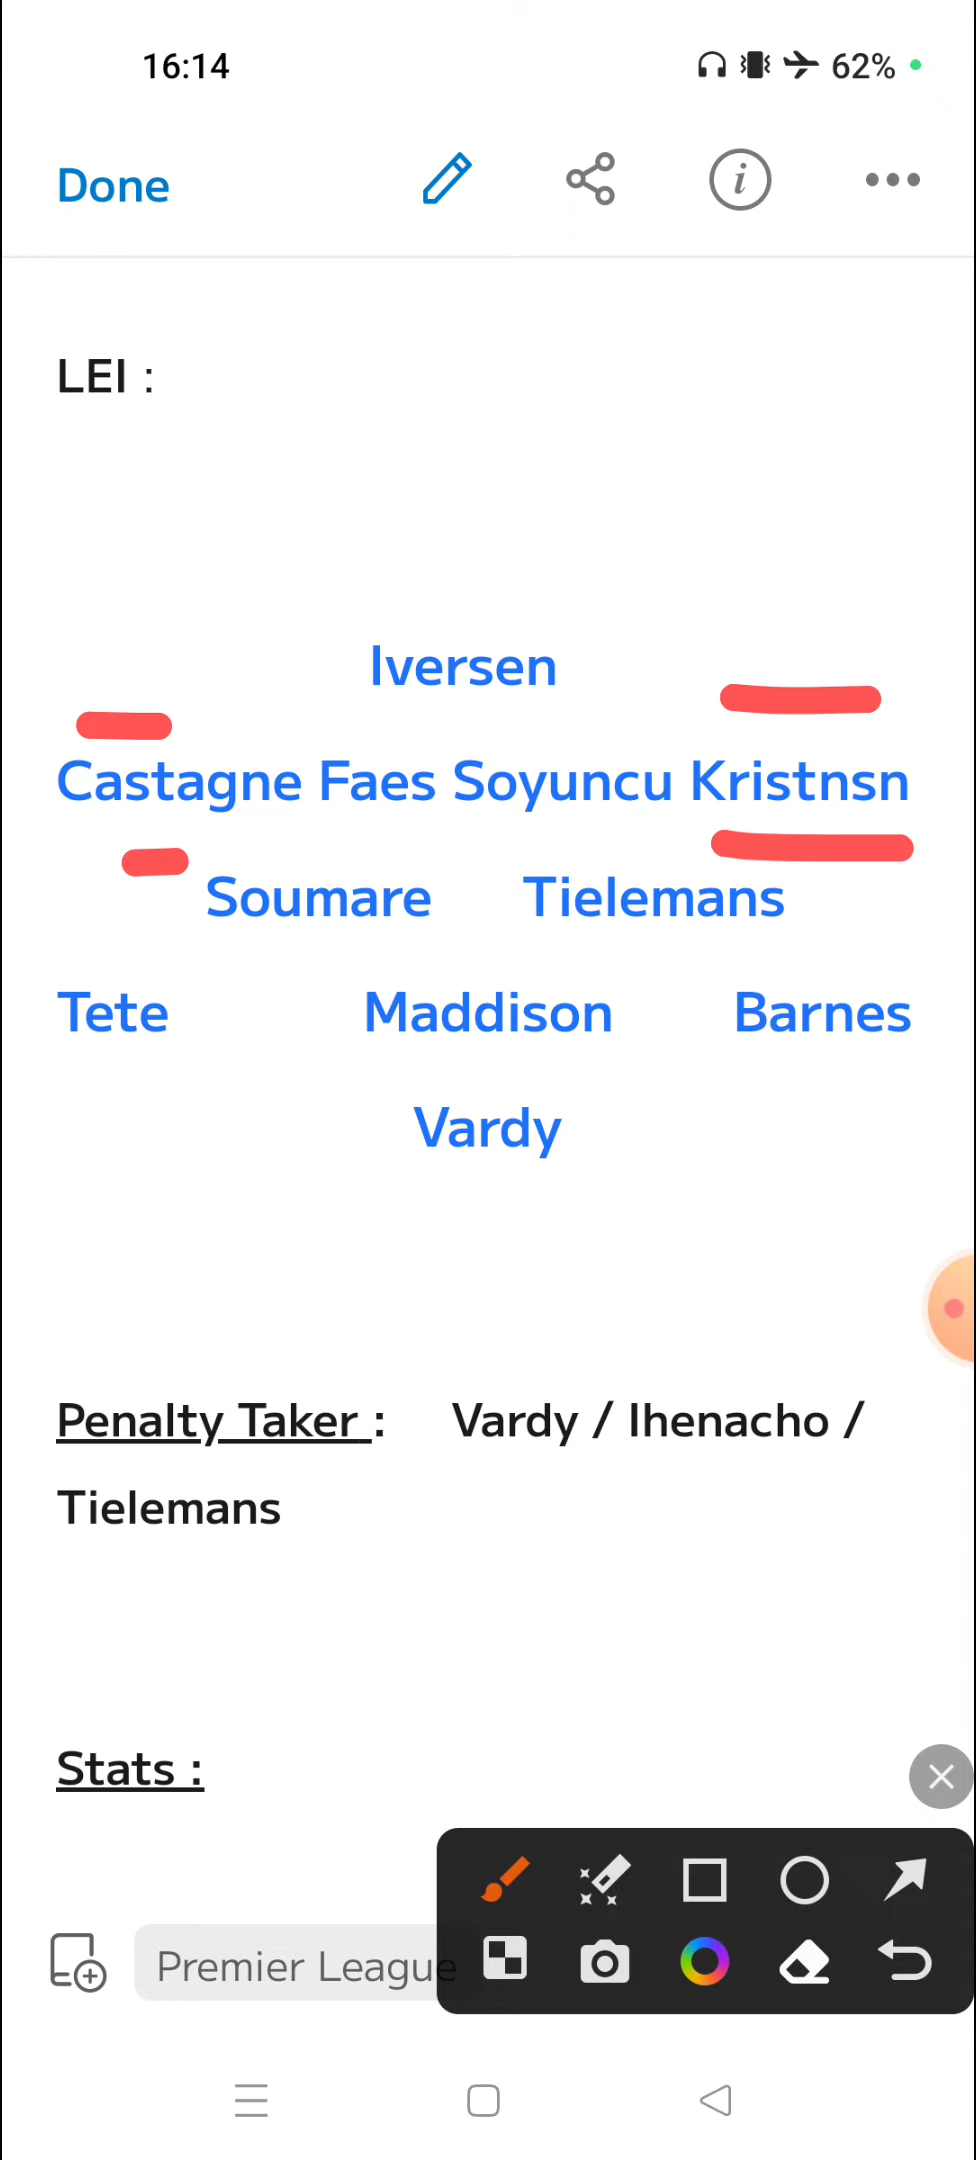 16:14 62%
Done
LEI :
Iversen
Castagne Faes Soyuncu Kristnsn
Soumare Tielemans
Tete Maddison Barnes
Vardy
Penalty Taker : Vardy / Ihenacho /
Tielemans
Stats :
Premier League